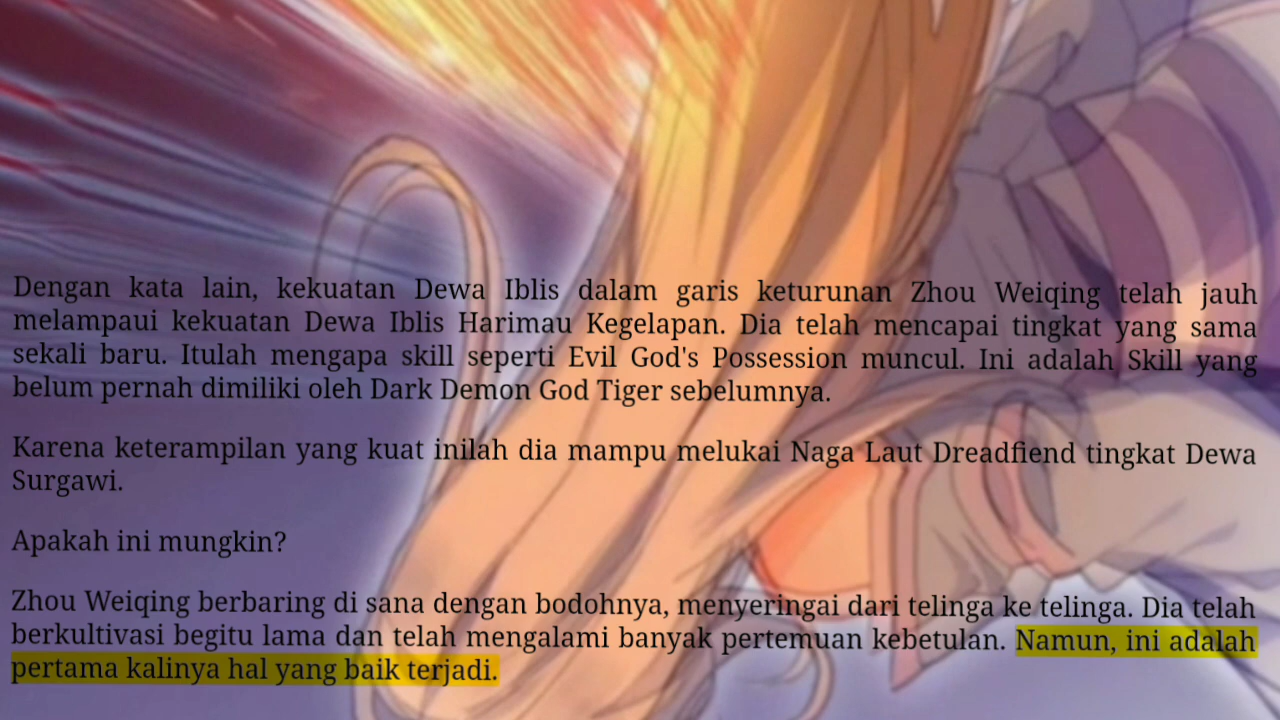 Dengan kata lain, kekuatan Dewa Iblis dalam garis keturunan Zhou Weiqing telah jauh
melampaui kekuatan Dewa Iblis Harimau Kegelapan. Dia telah mencapai tingkat yang sama
sekali baru. Itulah mengapa skill seperti Evil God's Possession muncul. Ini adalah Skill yang
belum pernah dimiliki oleh Dark Demon God Tiger sebelumnya.
Karena keterampilan yang kuat inilah dia mampu melukai Naga Laut Dreadfiend tingkat Dewa
Surgawi.
Apakah ini mungkin?
Zhou Weiqing berbaring di sana dengan bodohnya, menyeringai dari telinga ke telinga. Dia telah
berkultivasi begitu lama dan telah mengalami banyak pertemuan kebetulan. Namun, ini adalah
pertama kalinya hal yang baik terjadi.